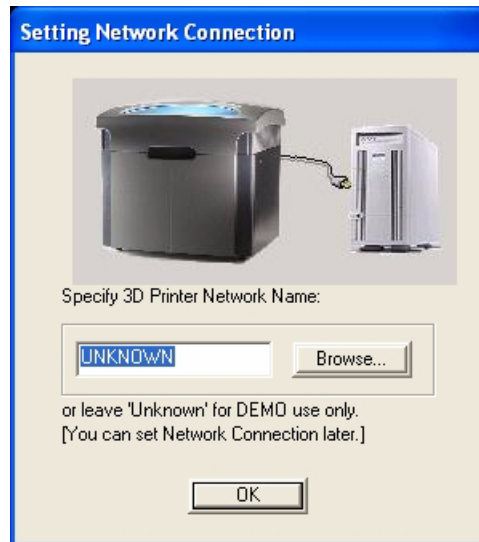 Setting Network Connection
Specify 3D Printer Network Name:
UNKNOWN
Browse...
or leave 'Unknown' for DEMO use only.
[You can set Network Connection later.]
OK